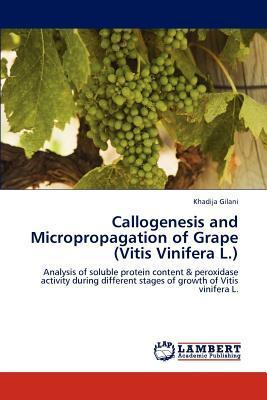 Khadija Gilani
Callogenesis and
Micropropagation of Grape
(Vitis Vinifera L.)
Analysis of soluble protein content & peroxidase
activity during different stages of growth of Vitis
vinifera L.
LAP LAMBERT
Academic Publishing